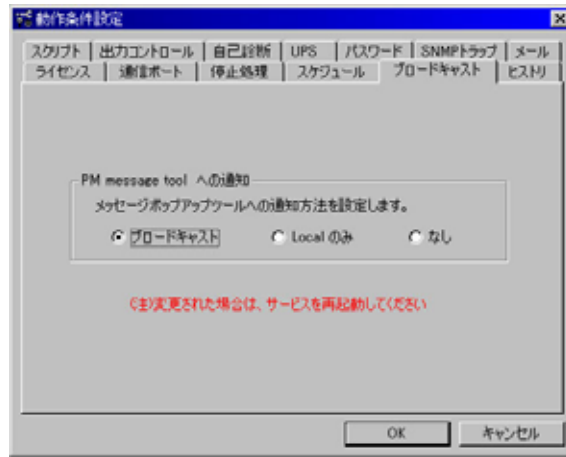 動作条件設定
スクリプト 出力コントロール 自己診断 UPS パスワード SNMPトラップ メール
ライセンス 通信ポート 停止処理 スケジュール ブロードキャスト ヒストリ
PM message tool への通知
メッセージポップアップツールへの通知方法を設定します。
ブロードキャスト Local のみ なし
(注)変更された場合は、サービスを再起動してください
OK キャンセル